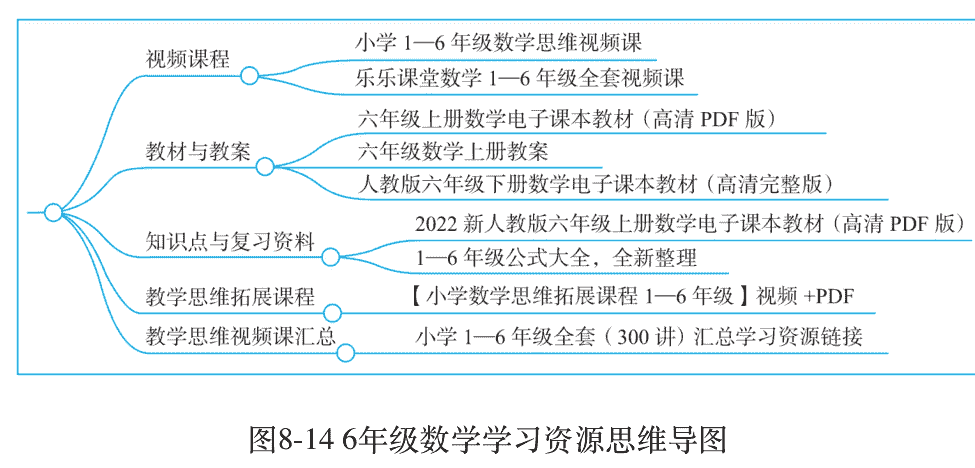 视频课程
小学 1—6 年级数学思维视频课
乐乐课堂数学 1—6 年级全套视频课
教材与教案
六年级上册数学电子课本教材（高清 PDF 版）
六年级数学上册教案
人教版六年级下册数学电子课本教材（高清完整版）
知识点与复习资料
2022 新人教版六年级上册数学电子课本教材（高清 PDF 版）
1—6 年级公式大全，全新整理
教学思维拓展课程
【小学数学思维拓展课程 1—6 年级】视频 +PDF
教学思维视频课汇总
小学 1—6 年级全套（300 讲）汇总学习资源链接
图8-14 6年级数学学习资源思维导图